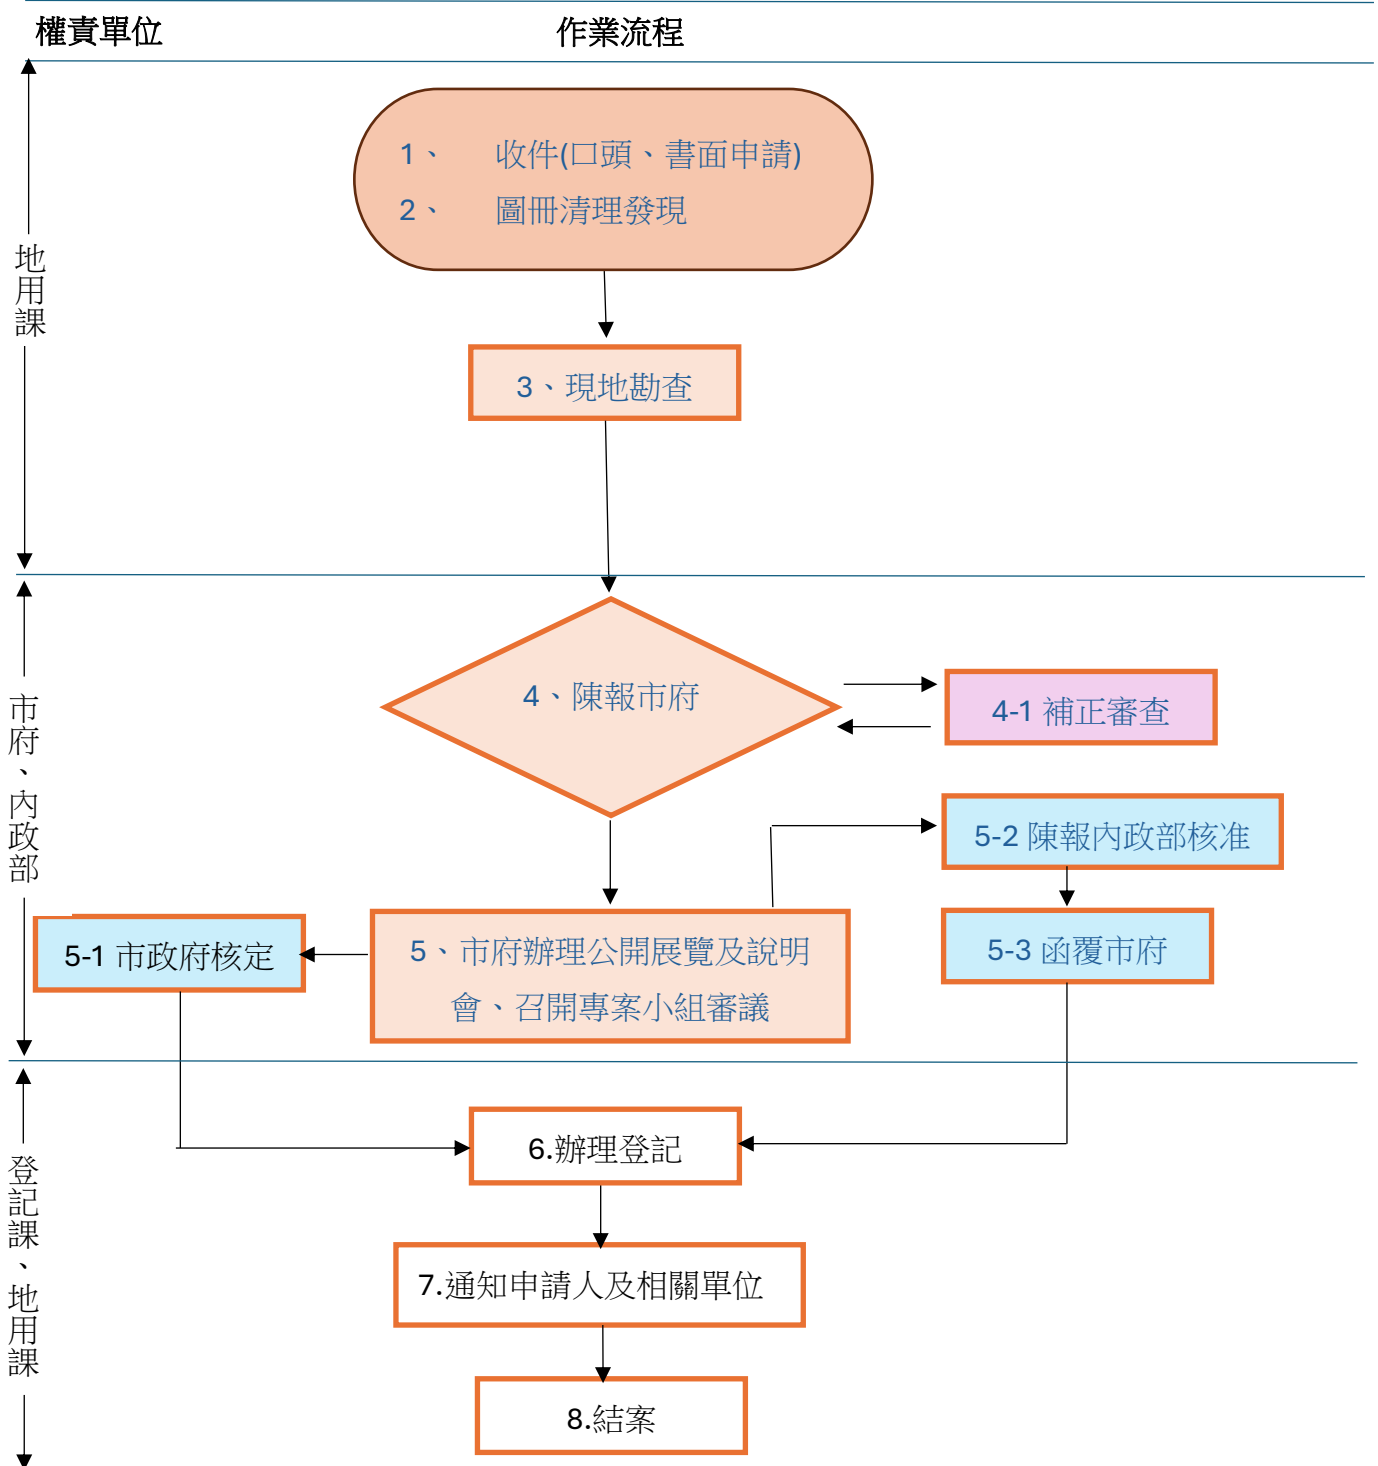 權責單位
作業流程
1、 收件(口頭、書面申請)
2、 圖冊清理發現
地用課
3、現地勘查
4、陳報市府
4-1 補正審查
市府、內政部
5-2 陳報內政部核准
5-1 市政府核定
5、市府辦理公開展覽及說明
會、召開專案小組審議
5-3 函覆市府
登記課、地用課
6.辦理登記
7.通知申請人及相關單位
8.結案